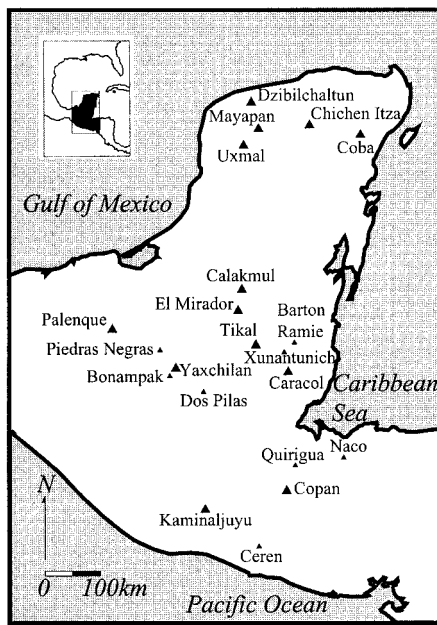 Dzibilchaltun
Mayapan
Chichen Itza
Uxmal
Coba
Gulf of Mexico
Calakmul
El Mirador
Barton
Ramie
Palenque
Tikal
Piedras Negras
Xunantunich
Yaxchilan
Bonampak
Caracol
Caribbean
Sea
Dos Pilas
Naco
Quirigua
N
Copan
Kaminaljuyu
Ceren
0 100km
Pacific Ocean